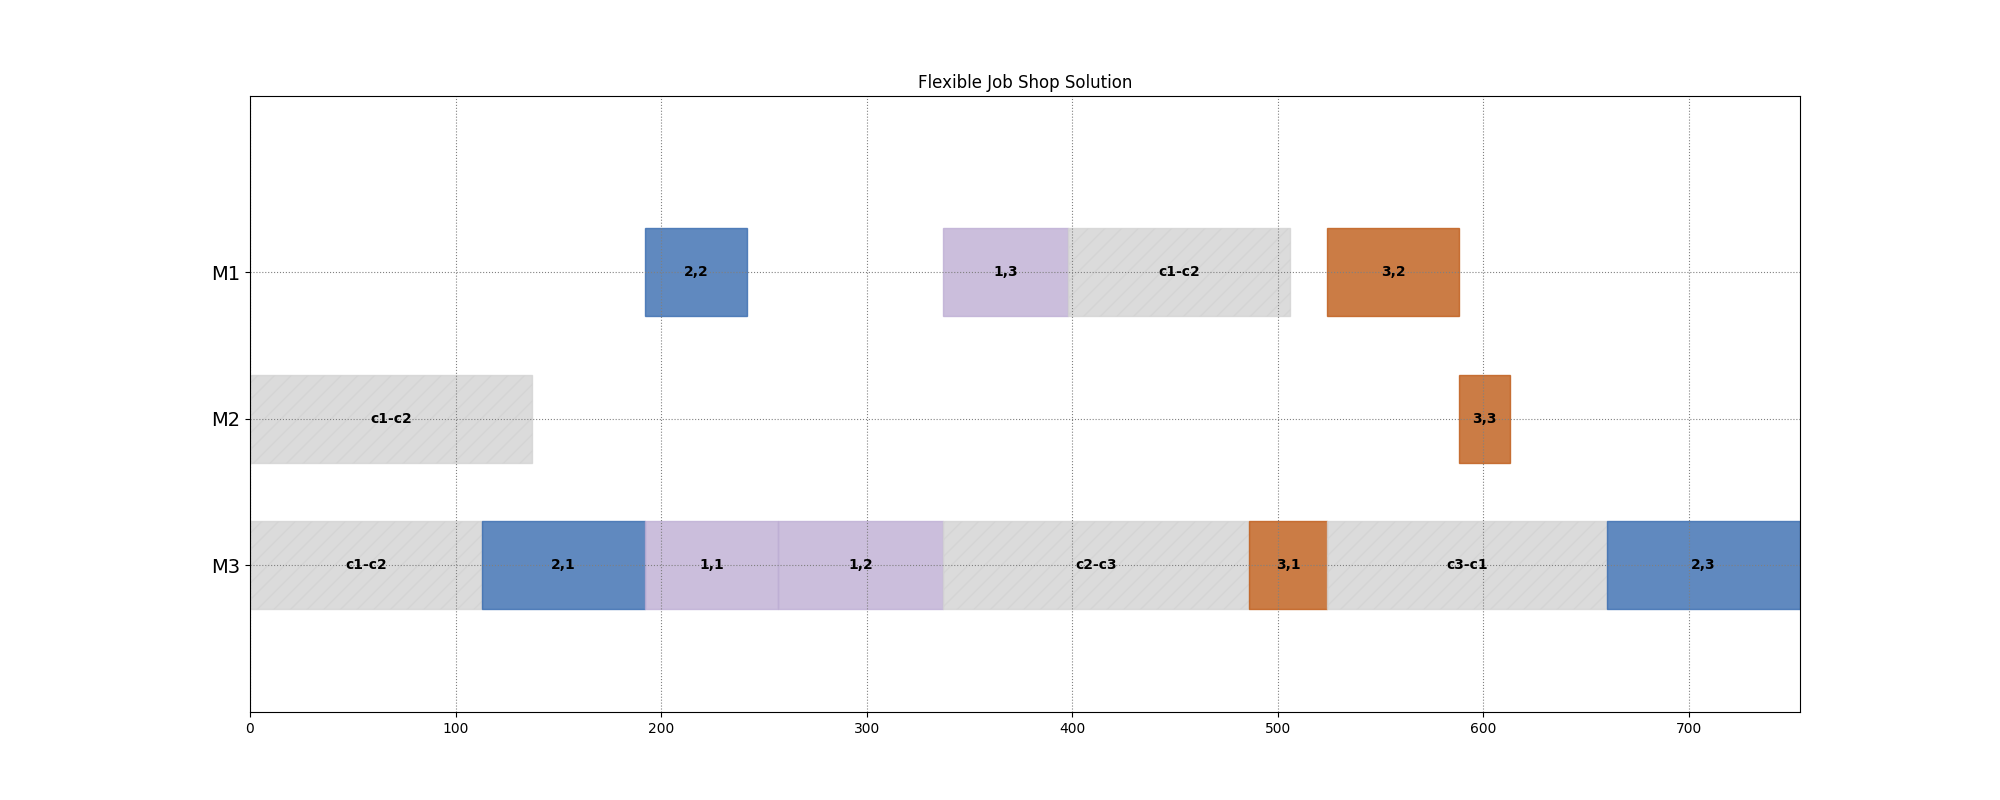 Flexible Job Shop Solution
M1
2,2
1,3
c1-c2
3,2
M2
c1-c2
3,3
M3
c1-c2
2,1
1,1
1,2
c2-c3
3,1
c3-c1
2,3
0 100 200 300 400 500 600 700